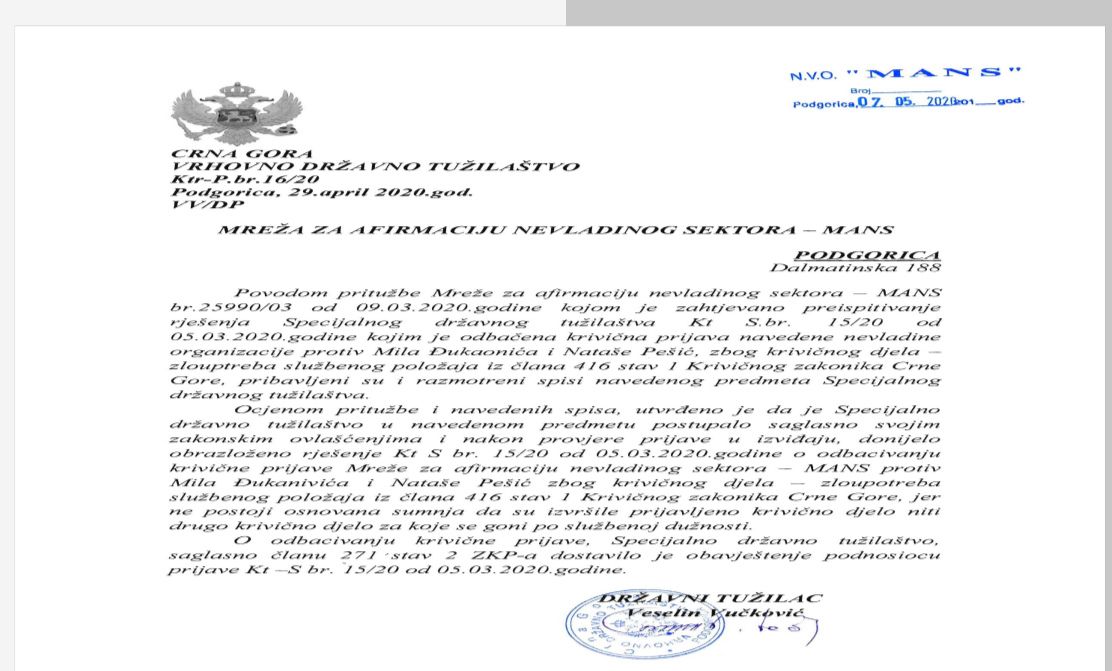 N.V.O. "MANS"
Broj
Podgorica, 07. 05. 2020 201 god.
CRNA GORA
VRHOVNO DRŽAVNO TUŽILAŠTVO
Ktr-P.br.16/20
Podgorica, 29.april 2020.god.
VV/DP
MREŽA ZA AFIRMACIJU NEVLADINOG SEKTORA – MANS
PODGORICA
Dalmatinska 188
Povodom pritužbe Mreže za afirmaciju nevladinog sektora – MANS
br.25990/03 od 09.03.2020.godine kojom je zahtjevano preispitivanje
rješenja Specijalnog državnog tužilaštva Kt S.br. 15/20 od
05.03.2020.godine kojim je odbačena krivična prijava navedene nevladine
organizacije protiv Mila Đukaonića i Nataše Pešić, zbog krivičnog djela –
zlouptreba službenog položaja iz člana 416 stav 1 Krivičnog zakonika Crne
Gore, pribavljeni su i razmotreni spisi navedenog predmeta Specijalnog
državnog tužilaštva.
Ocjenom pritužbe i navedenih spisa, utvrđeno je da je Specijalno
državno tužilaštvo u navedenom predmetu postupalo saglasno svojim
zakonskim ovlašćenjima i nakon provjere prijave u izviđaju, donijelo
obrazloženo rješenje Kt S br. 15/20 od 05.03.2020.godine o odbacivanju
krivične prijave Mreže za afirmaciju nevladinog sektora – MANS protiv
Mila Đukanivića i Nataše Pešić zbog krivičnog djela – zloupotreba
službenog položaja iz člana 416 stav 1 Krivičnog zakonika Crne Gore, jer
ne postoji osnovana sumnja da su izvršile prijavljeno krivično djelo niti
drugo krivično djelo za koje se goni po službenoj dužnosti.
O odbacivanju krivične prijave, Specijalno državno tužilaštvo,
saglasno članu 271 stav 2 ZKP-a dostavilo je obavještenje podnosiocu
prijave Kt –S br. 15/20 od 05.03.2020.godine.
DRŽAVNI TUŽILAC
Veselin Vučković